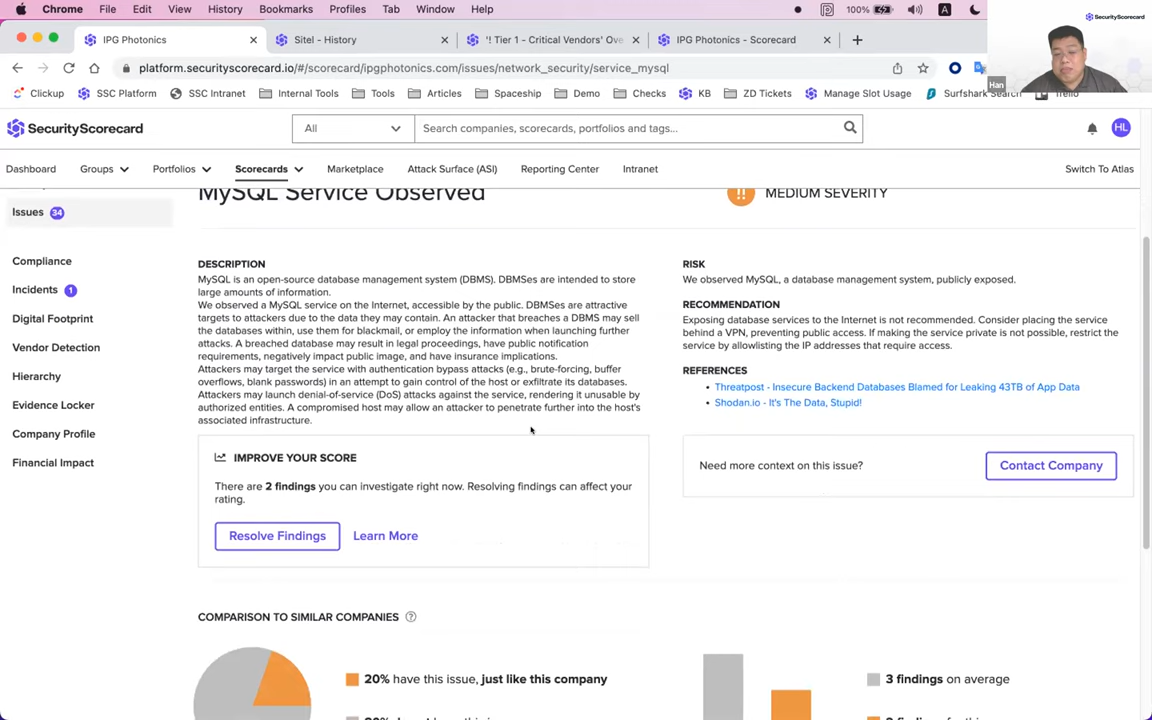 Chrome File Edit View History Bookmarks Profiles Tab Window Help 100% A
SecurityScorecard
IPG Photonics Sitel - History '! Tier 1 - Critical Vendors' Ove IPG Photonics - Scorecard
platform.securityscorecard.io/#/scorecard/ipgphotonics.com/issues/network_security/service_mysql
Han
Clickup SSC Platform SSC Intranet Internal Tools Tools Articles Spaceship Demo Checks KB ZD Tickets Manage Slot Usage Surfshark Search Trello
SecurityScorecard All Search companies, scorecards, portfolios and tags... HL
Dashboard Groups Portfolios Scorecards Marketplace Attack Surface (ASI) Reporting Center Intranet Switch To Atlas
MySQL Service Observed !! MEDIUM SEVERITY
Issues 34
Compliance
Incidents 1
Digital Footprint
Vendor Detection
Hierarchy
Evidence Locker
Company Profile
Financial Impact
DESCRIPTION
MySQL is an open-source database management system (DBMS). DBMSes are intended to store
large amounts of information.
We observed a MySQL service on the Internet, accessible by the public. DBMSes are attractive
targets to attackers due to the data they may contain. An attacker that breaches a DBMS may sell
the databases within, use them for blackmail, or employ the information when launching further
attacks. A breached database may result in legal proceedings, have public notification
requirements, negatively impact public image, and have insurance implications.
Attackers may target the service with authentication bypass attacks (e.g., brute-forcing, buffer
overflows, blank passwords) in an attempt to gain control of the host or exfiltrate its databases.
Attackers may launch denial-of-service (DoS) attacks against the service, rendering it unusable by
authorized entities. A compromised host may allow an attacker to penetrate further into the host's
associated infrastructure.
RISK
We observed MySQL, a database management system, publicly exposed.
RECOMMENDATION
Exposing database services to the Internet is not recommended. Consider placing the service
behind a VPN, preventing public access. If making the service private is not possible, restrict the
service by allowlisting the IP addresses that require access.
REFERENCES
Threatpost - Insecure Backend Databases Blamed for Leaking 43TB of App Data
Shodan.io - It's The Data, Stupid!
IMPROVE YOUR SCORE
There are 2 findings you can investigate right now. Resolving findings can affect your
rating.
Resolve Findings Learn More
Need more context on this issue? Contact Company
COMPARISON TO SIMILAR COMPANIES ?
20% have this issue, just like this company
3 findings on average